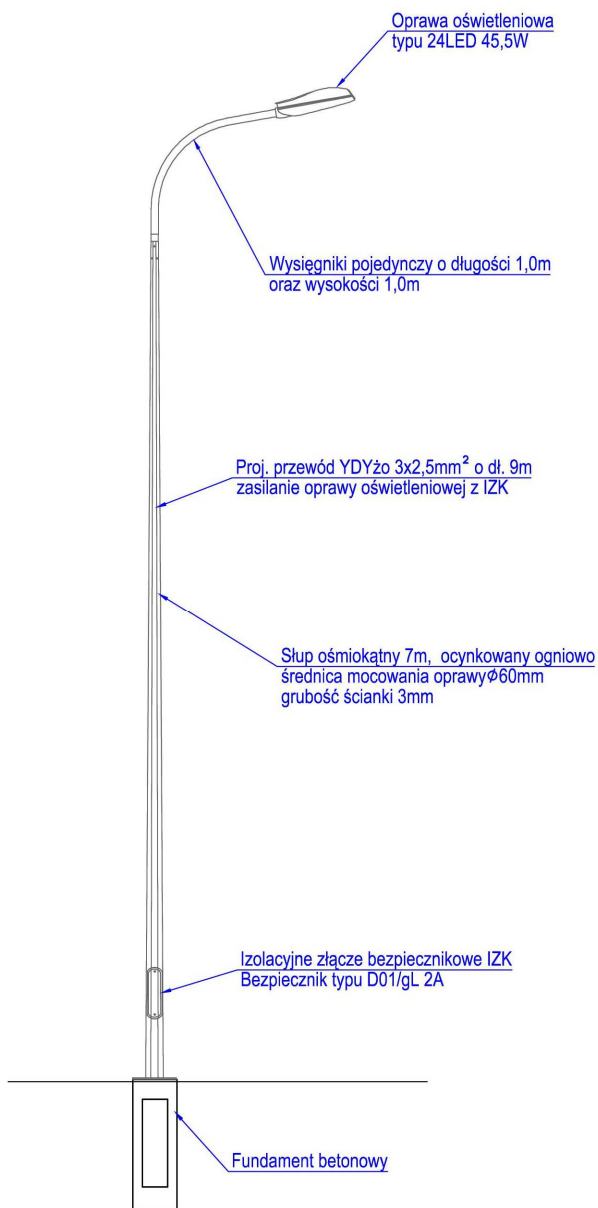 Oprawa oświetleniowa
typu 24LED 45,5W
Wysięgniki pojedynczy o długości 1,0m
oraz wysokości 1,0m
Proj. przewód YDYżo 3x2,5mm² o dł. 9m
zasilanie oprawy oświetleniowej z IZK
Słup ośmiokątny 7m, ocynkowany ogniowo
średnica mocowania oprawyϕ60mm
grubość ścianki 3mm
Izolacyjne złącze bezpiecznikowe IZK
Bezpiecznik typu D01/gL 2A
Fundament betonowy